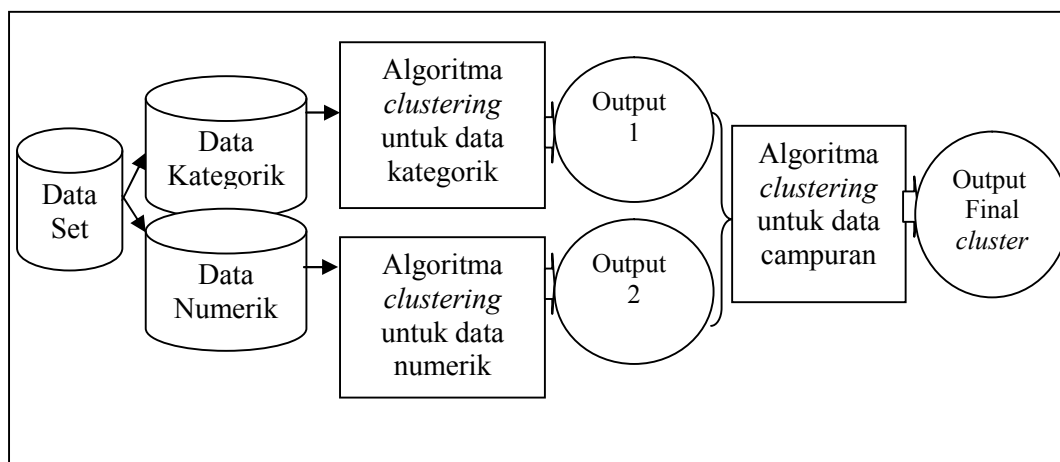 Data
Set
Data
Kategorik
Data
Numerik
Algoritma
clustering
untuk data
kategorik
Algoritma
clustering
untuk data
numerik
Output
1
Output
2
Algoritma
clustering
untuk data
campuran
Output
Final
cluster